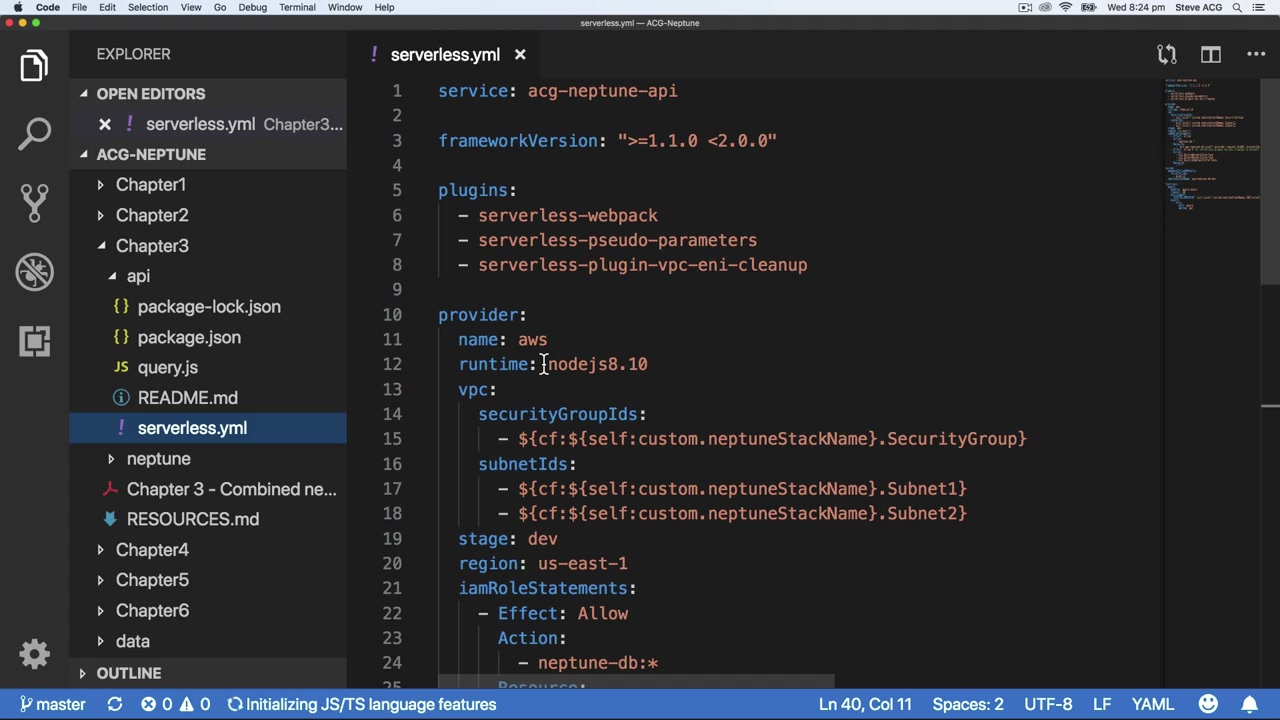 Code File Edit Selection View Go Debug Terminal Window Help Wed 8:24 pm Steve ACG
serverless.yml — ACG-Neptune
EXPLORER
OPEN EDITORS
serverless.yml Chapter3...
ACG-NEPTUNE
Chapter1
Chapter2
Chapter3
api
{} package-lock.json
{} package.json
JS query.js
README.md
! serverless.yml
neptune
Chapter 3 - Combined ne...
RESOURCES.md
Chapter4
Chapter5
Chapter6
data
OUTLINE
! serverless.yml
1 service: acg-neptune-api
2
3 frameworkVersion: ">=1.1.0 <2.0.0"
4
5 plugins:
6 - serverless-webpack
7 - serverless-pseudo-parameters
8 - serverless-plugin-vpc-eni-cleanup
9
10 provider:
11 name: aws
12 runtime: nodejs8.10
13 vpc:
14 securityGroupIds:
15 - ${cf:${self:custom.neptuneStackName}.SecurityGroup}
16 subnetIds:
17 - ${cf:${self:custom.neptuneStackName}.Subnet1}
18 - ${cf:${self:custom.neptuneStackName}.Subnet2}
19 stage: dev
20 region: us-east-1
21 iamRoleStatements:
22 - Effect: Allow
23 Action:
24 - neptune-db:*
25 Resource:
master 0 0 Initializing JS/TS language features Ln 40, Col 11 Spaces: 2 UTF-8 LF YAML